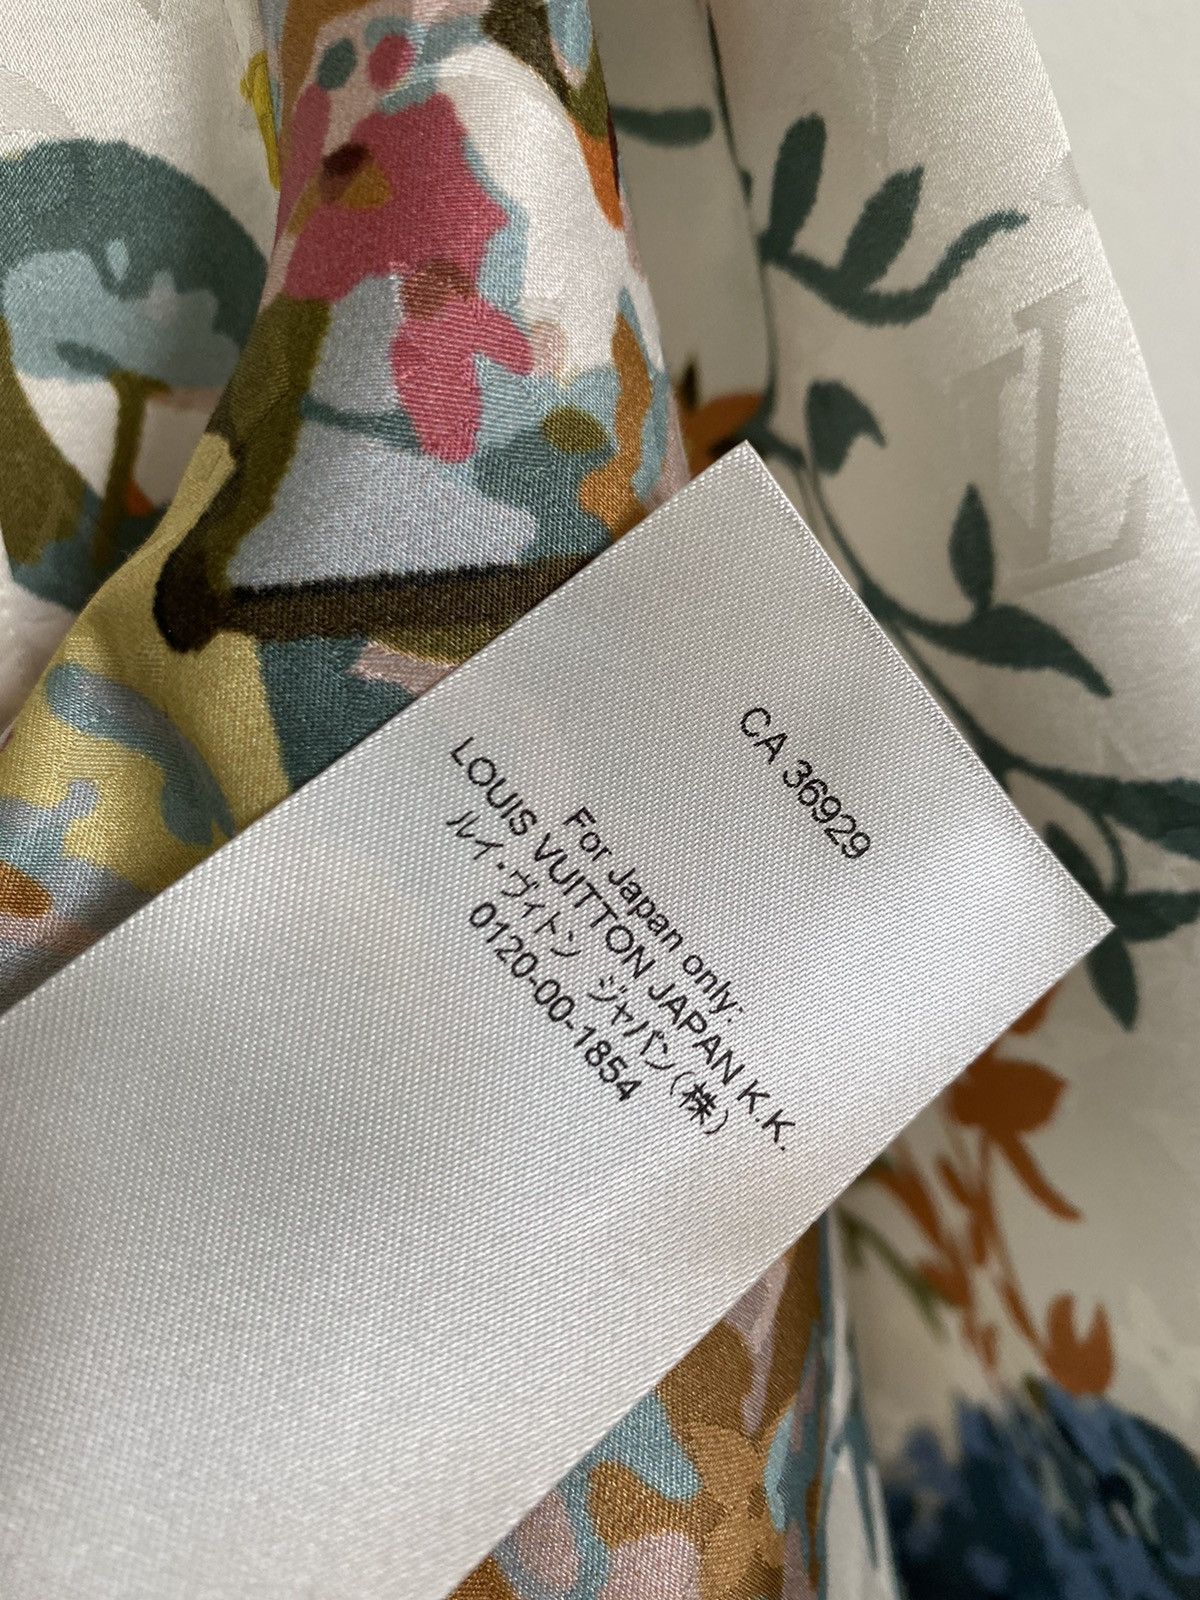 CA 36929
For Japan only:
LOUIS VUITTON JAPAN K.K.
ルイ・ヴィトン ジャパン(株)
0120-00-1854
LV